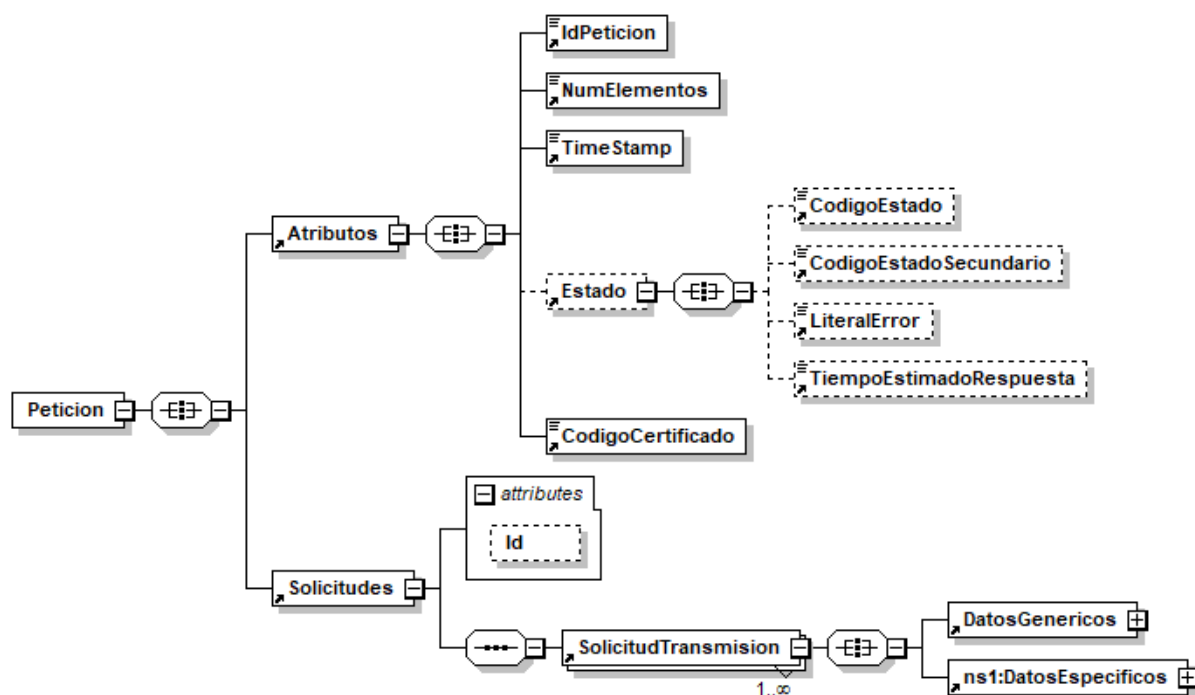 IdPeticion
NumElementos
TimeStamp
CodigoEstado
Atributos
CodigoEstadoSecundario
Estado
LiteralError
TiempoEstimadoRespuesta
Peticion
CodigoCertificado
attributes
Id
Solicitudes
DatosGenericos
SolicitudTransmision
ns1:DatosEspecificos
1..∞